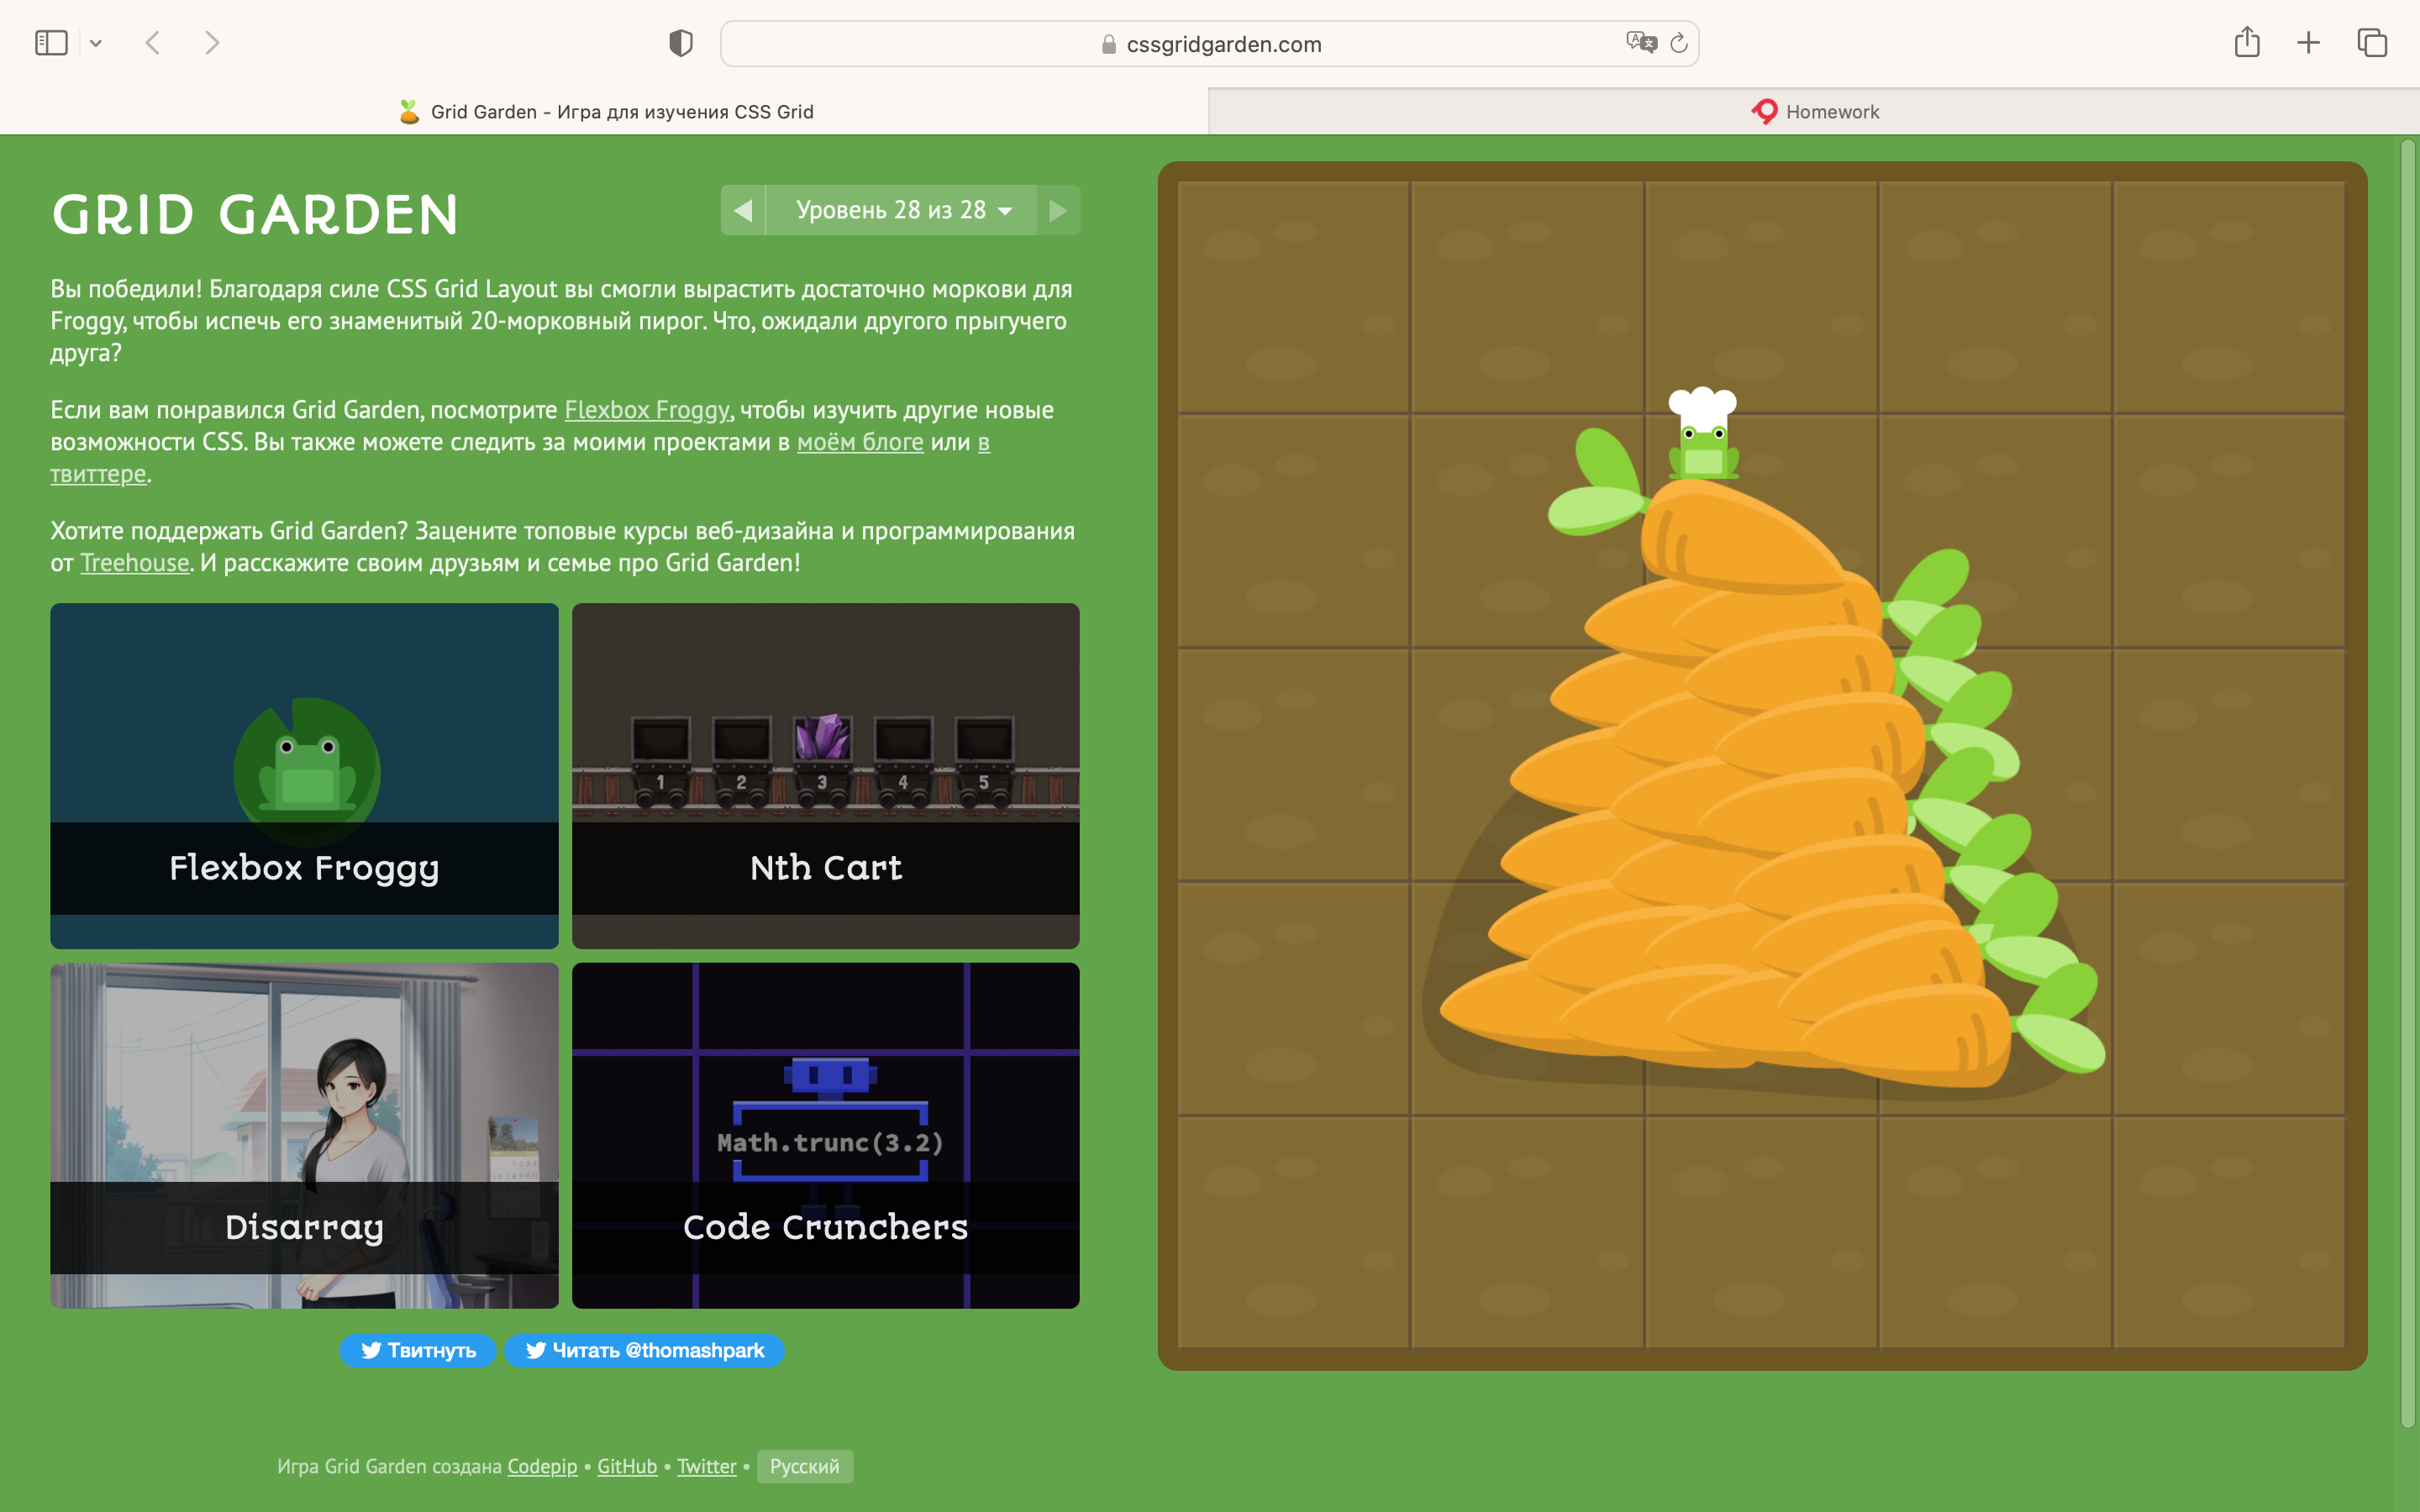 cssgridgarden.com
Grid Garden - Игра для изучения CSS Grid
Homework
GRID GARDEN
Уровень 28 из 28
Вы победили! Благодаря силе CSS Grid Layout вы смогли вырастить достаточно моркови для
Froggy, чтобы испечь его знаменитый 20-морковный пирог. Что, ожидали другого прыгучего
друга?
Если вам понравился Grid Garden, посмотрите Flexbox Froggy, чтобы изучить другие новые
возможности CSS. Вы также можете следить за моими проектами в моём блоге или в
твиттере.
Хотите поддержать Grid Garden? Зацените топовые курсы веб-дизайна и программирования
от Treehouse. И расскажите своим друзьям и семье про Grid Garden!
Flexbox Froggy
1 2 3 4 5
Nth Cart
Disarray
Math.trunc(3.2)
Code Crunchers
Твитнуть
Читать @thomashpark
Игра Grid Garden создана Codepip • GitHub • Twitter • Русский